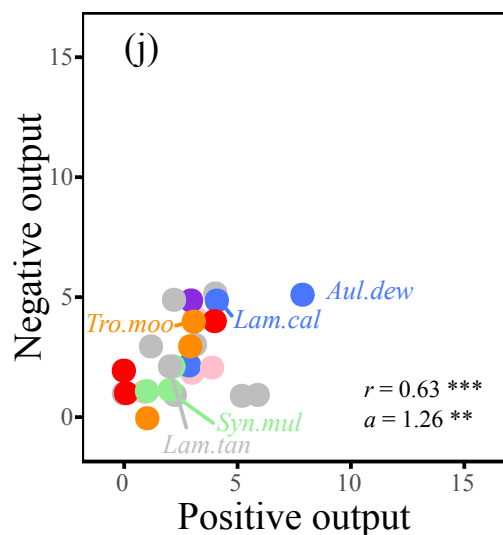 (j)
15
10
5
0
Negative output
Aul.dew
Tro.moo
Lam.cal
r = 0.63 ***
a = 1.26 **
Syn.mul
Lam.tan
0 5 10 15
Positive output